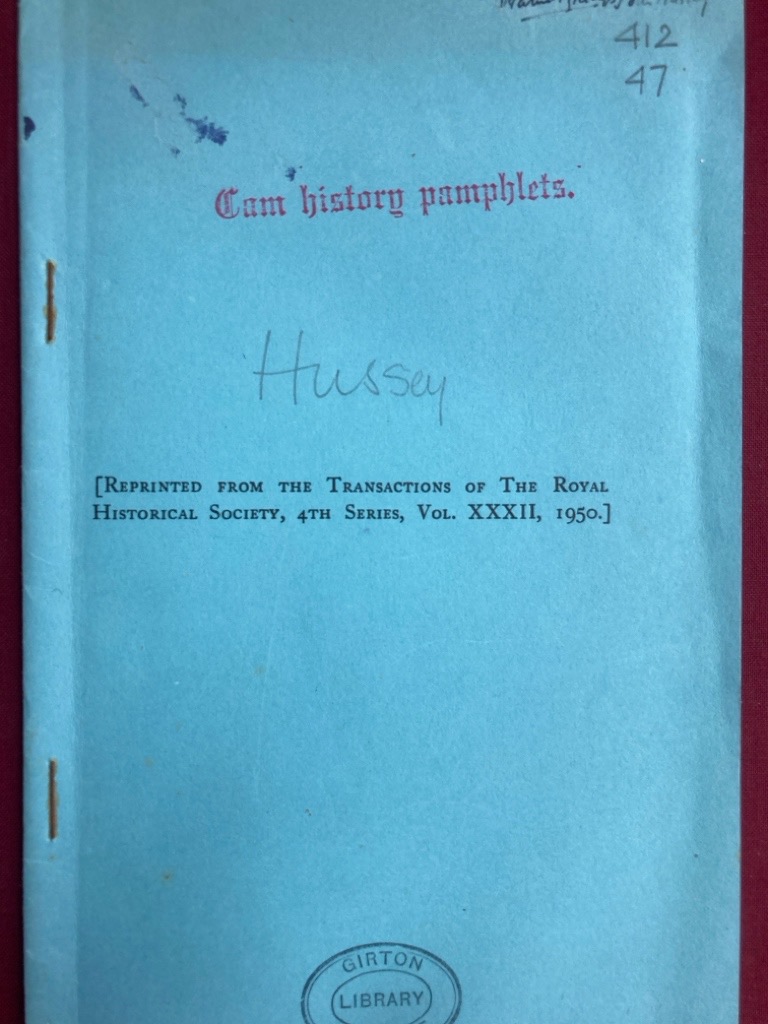 412
47
Cam history pamphlets.
Hussey
[Reprinted from the Transactions of The Royal
Historical Society, 4th Series, Vol. XXXII, 1950.]
GIRTON
LIBRARY